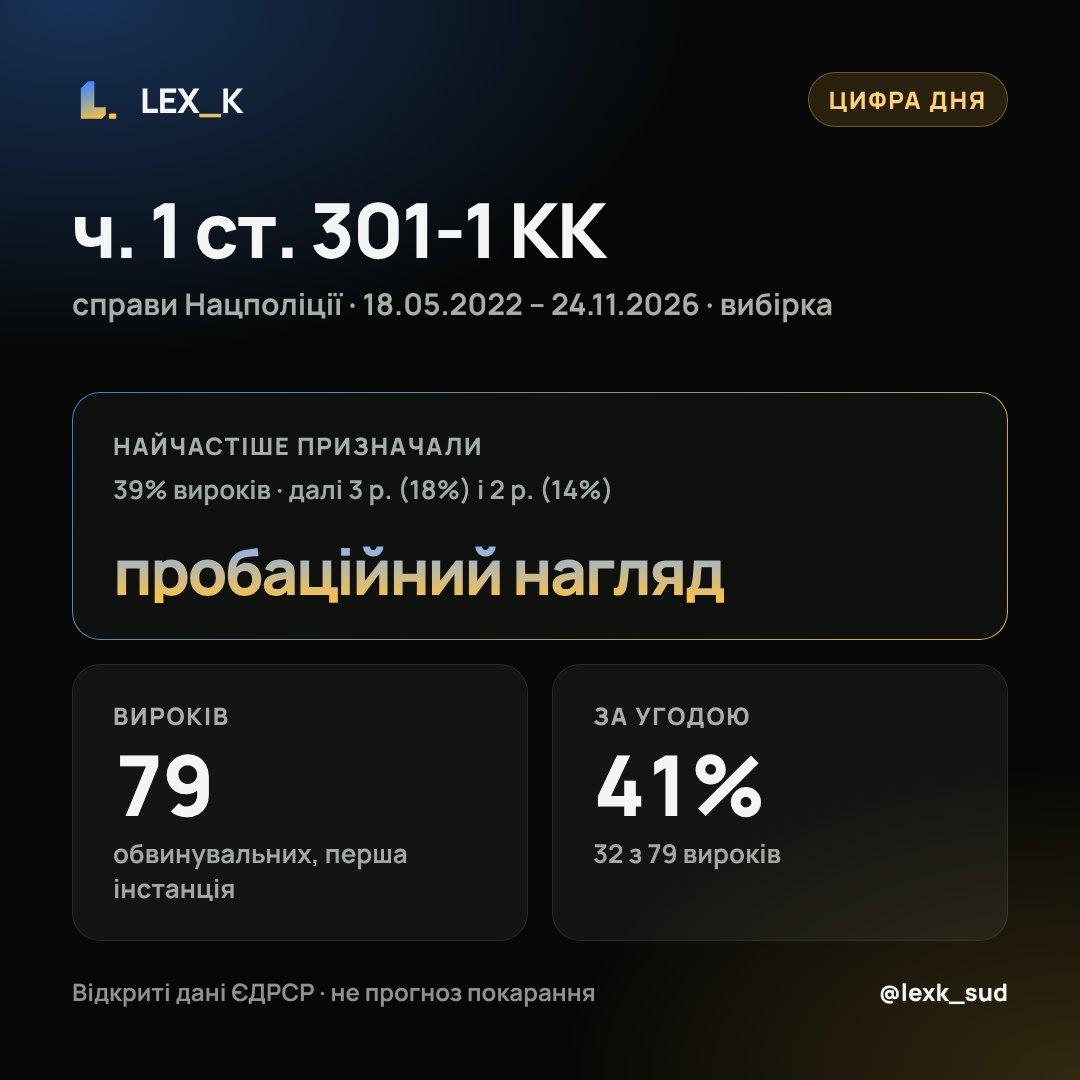 LEX_K
ЦИФРА ДНЯ
ч. 1 ст. 301-1 КК
справи Нацполіції · 18.05.2022 – 24.11.2026 · вибірка
НАЙЧАСТІШЕ ПРИЗНАЧАЛИ
39% вироків · далі 3 р. (18%) і 2 р. (14%)
пробаційний нагляд
ВИРОКІВ
79
обвинувальних, перша
інстанція
ЗА УГОДОЮ
41%
32 з 79 вироків
Відкриті дані ЄДРСР · не прогноз покарання
@lexk_sud